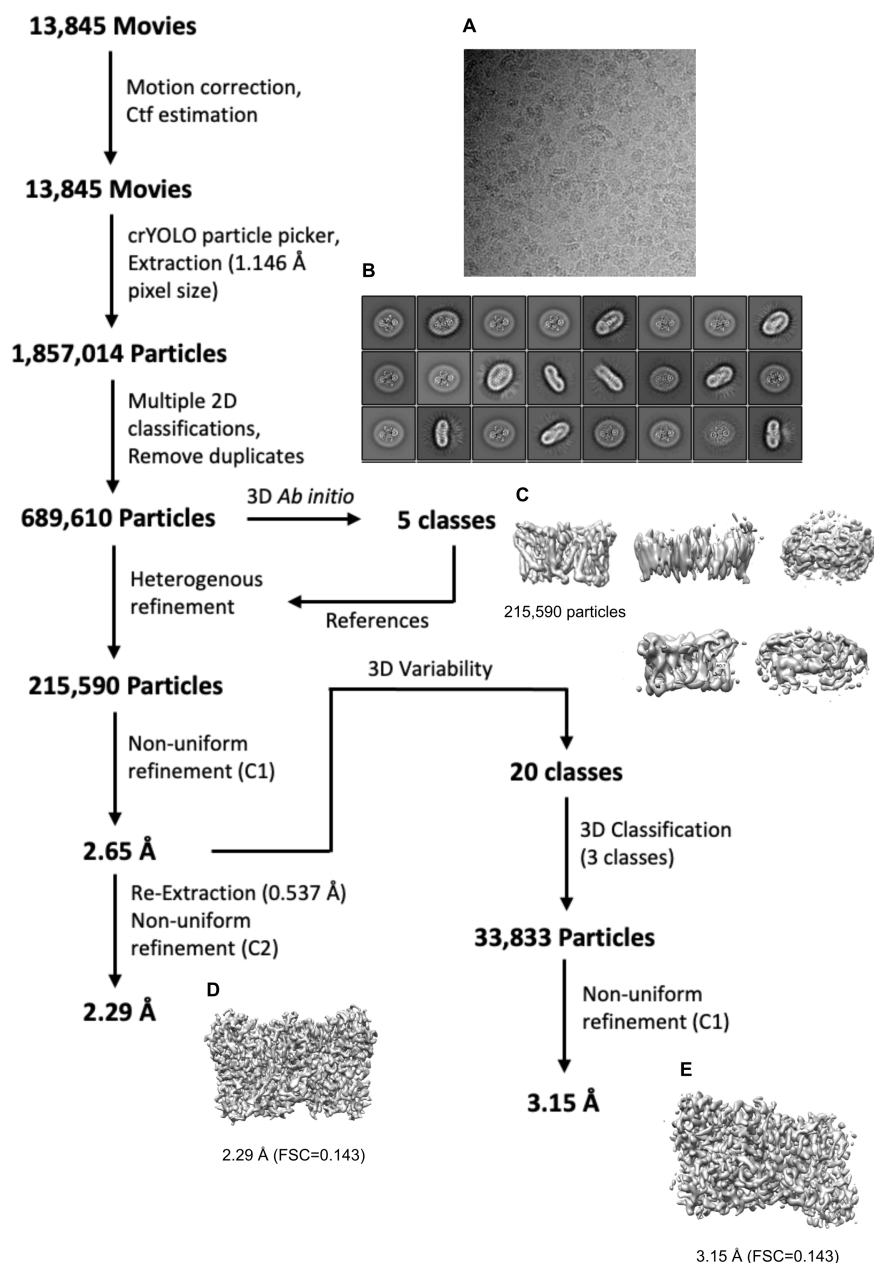 13,845 Movies
Motion correction,
Ctf estimation
13,845 Movies
crYOLO particle picker,
Extraction (1.146 Å
pixel size)
1,857,014 Particles
Multiple 2D
classifications,
Remove duplicates
689,610 Particles
3D Ab initio
5 classes
Heterogenous
refinement
References
215,590 Particles
3D Variability
Non-uniform
refinement (C1)
20 classes
2.65 Å
3D Classification
(3 classes)
Re-Extraction (0.537 Å)
Non-uniform
refinement (C2)
33,833 Particles
2.29 Å
Non-uniform
refinement (C1)
3.15 Å
A
B
C
215,590 particles
D
2.29 Å (FSC=0.143)
E
3.15 Å (FSC=0.143)